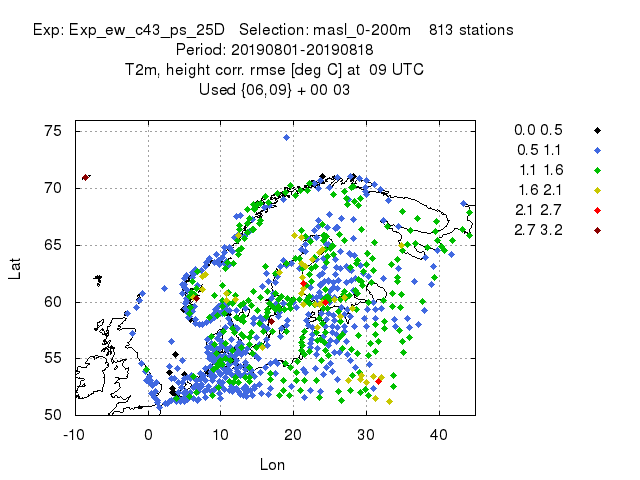 Exp: Exp_ew_c43_ps_25D   Selection: masl_0-200m    813 stations
Period: 20190801-20190818
T2m, height corr. rmse [deg C] at  09 UTC
Used {06,09} + 00 03
75
70
65
60
55
50
Lat
-10 0 10 20 30 40
Lon
0.0 0.5
0.5 1.1
1.1 1.6
1.6 2.1
2.1 2.7
2.7 3.2